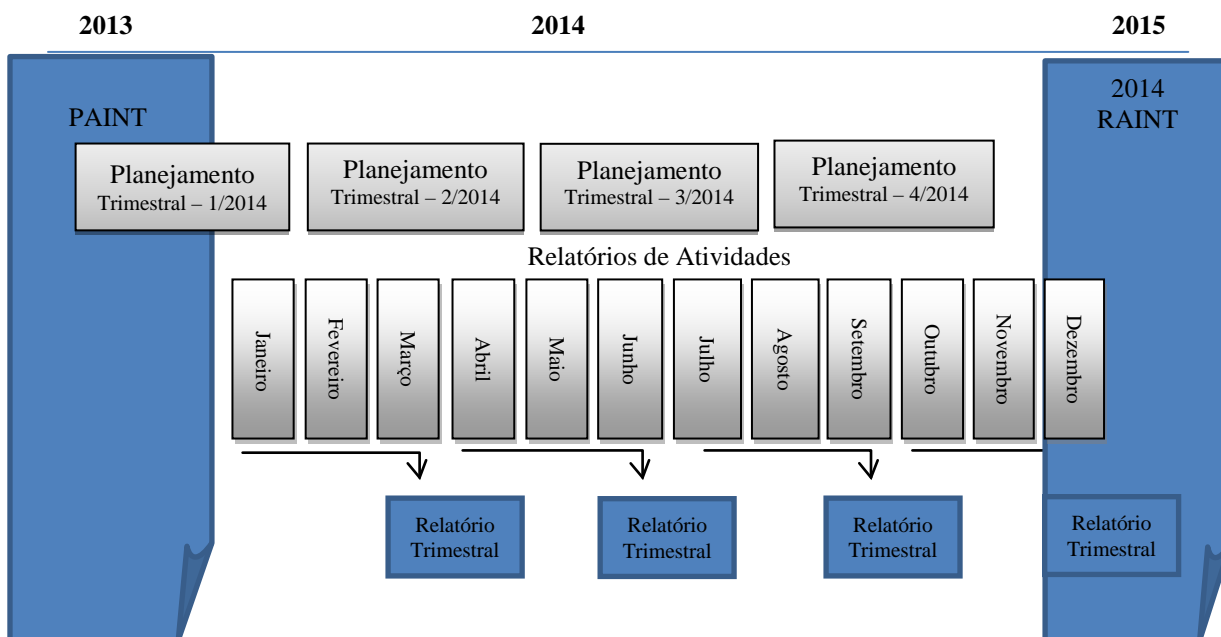 2013
2014
2015
PAINT
2014
RAINT
Planejamento
Trimestral – 1/2014
Planejamento
Trimestral – 2/2014
Planejamento
Trimestral – 3/2014
Planejamento
Trimestral – 4/2014
Relatórios de Atividades
Janeiro
Fevereiro
Março
Abril
Maio
Junho
Julho
Agosto
Setembro
Outubro
Novembro
Dezembro
Relatório
Trimestral
Relatório
Trimestral
Relatório
Trimestral
Relatório
Trimestral